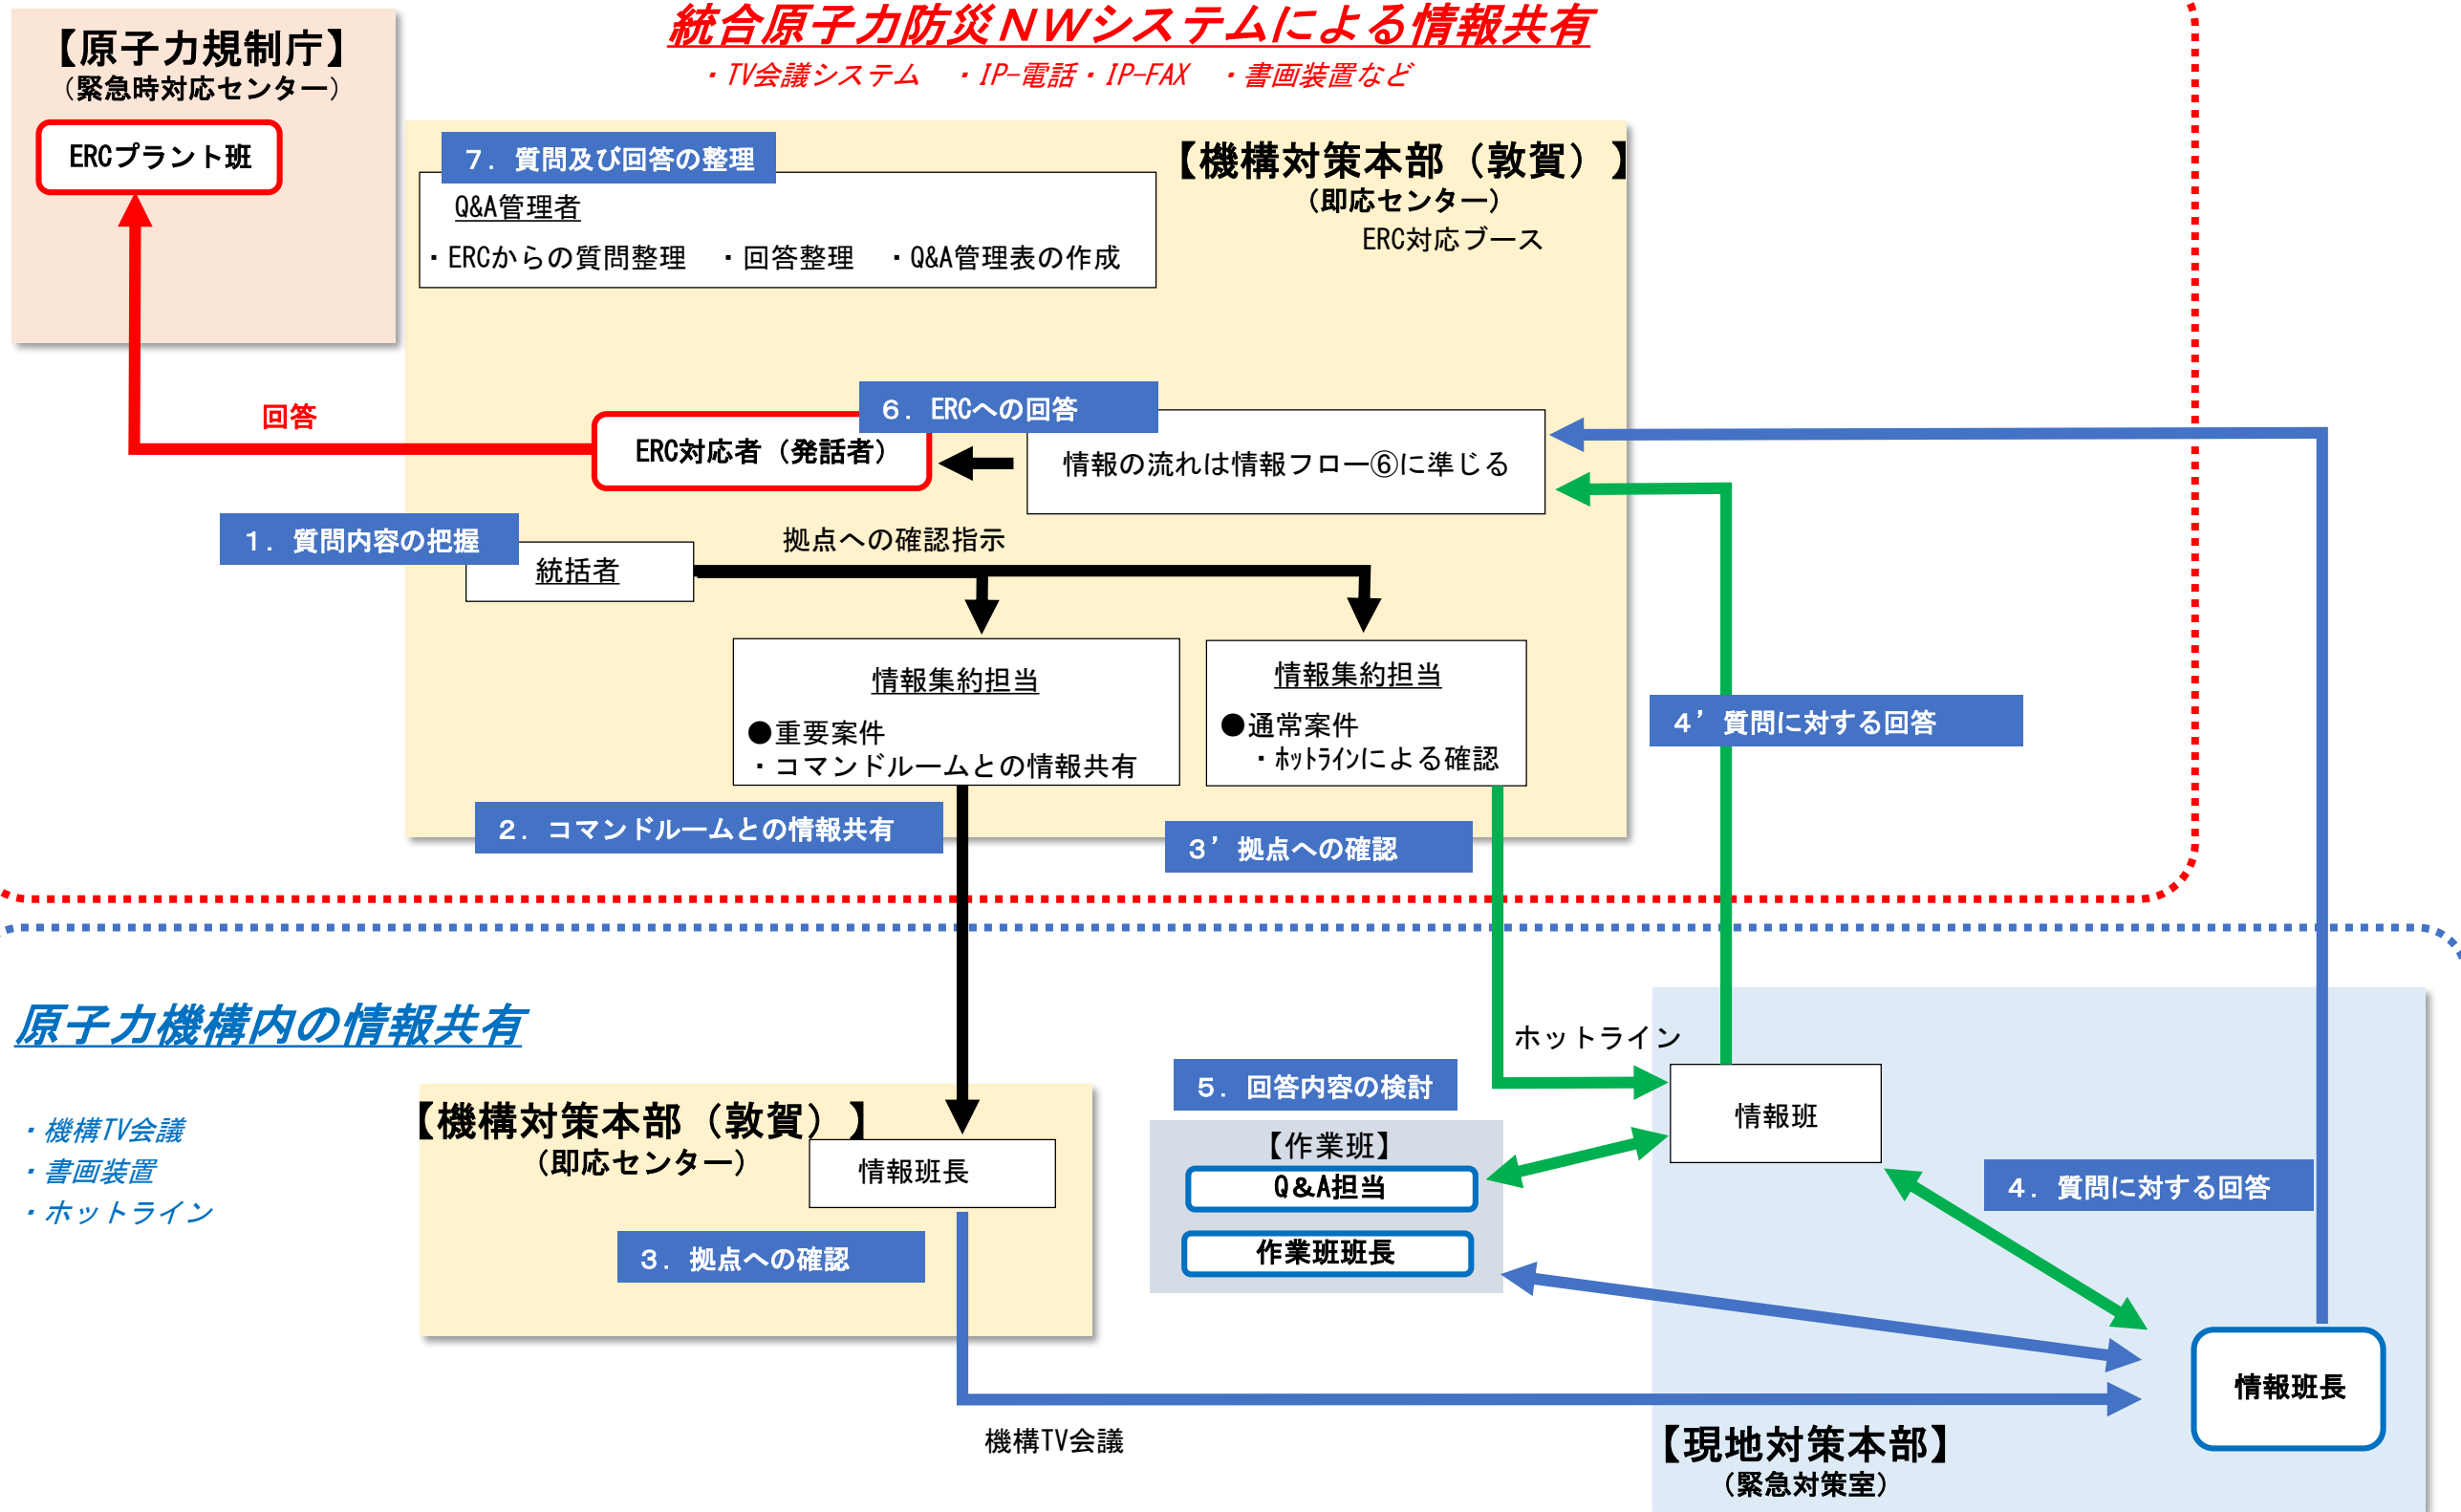 統合原子力防災ＮＷシステムによる情報共有
・TV会議システム　・IP-電話・IP-FAX　・書画装置など
【原子力規制庁】
（緊急時対応センター）
ERCプラント班
【機構対策本部（敦賀）】
（即応センター）
ERC対応ブース
７．質問及び回答の整理
Q&A管理者
・ERCからの質問整理　・回答整理　・Q&A管理表の作成
回答
６．ERCへの回答
ERC対応者（発話者）
情報の流れは情報フロー⑥に準じる
１．質問内容の把握
統括者
拠点への確認指示
情報集約担当
●重要案件
・コマンドルームとの情報共有
情報集約担当
●通常案件
・ﾎｯﾄﾗｲﾝによる確認
４’質問に対する回答
２．コマンドルームとの情報共有
３’拠点への確認
原子力機構内の情報共有
・機構TV会議
・書画装置
・ホットライン
【機構対策本部（敦賀）】
（即応センター）
情報班長
３．拠点への確認
機構TV会議
５．回答内容の検討
【作業班】
Q＆A担当
作業班班長
ホットライン
情報班
４．質問に対する回答
情報班長
【現地対策本部】
（緊急対策室）